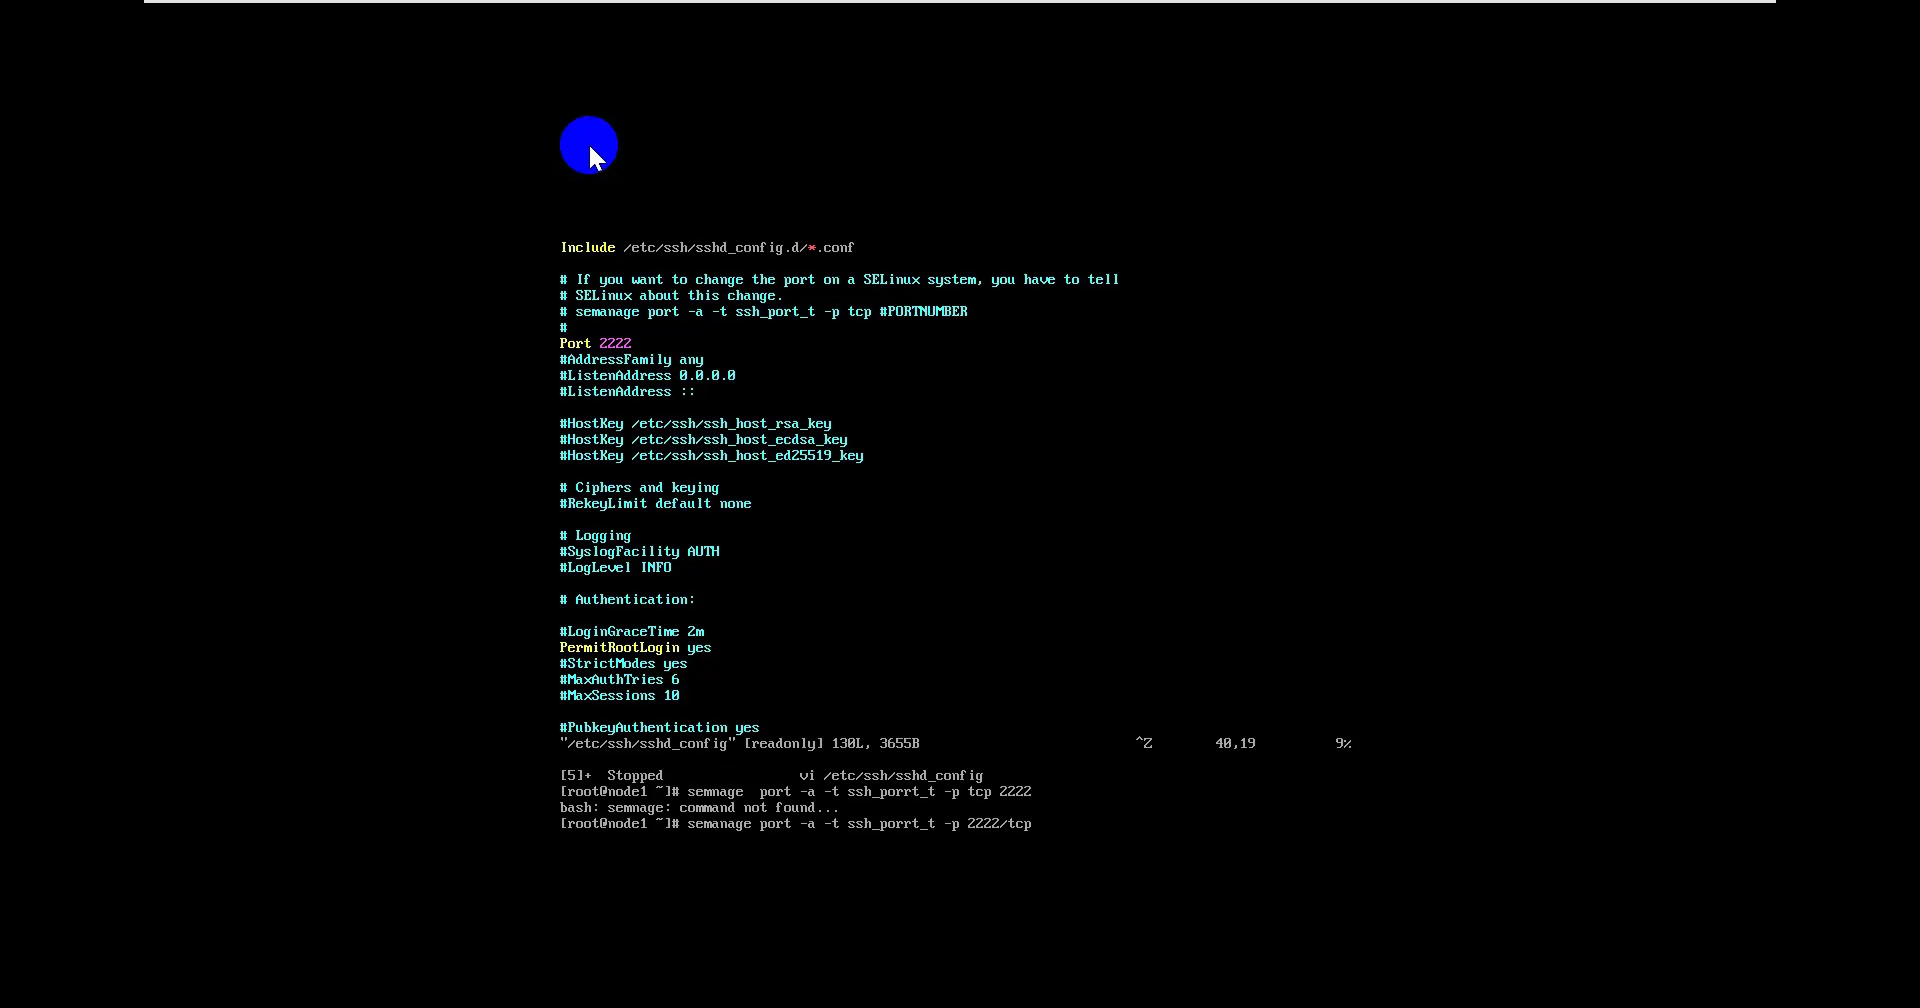 Include /etc/ssh/sshd_config.d/*.conf
# If you want to change the port on a SELinux system, you have to tell
# SELinux about this change.
# semanage port -a -t ssh_port_t -p tcp #PORTNUMBER
#
Port 2222
#AddressFamily any
#ListenAddress 0.0.0.0
#ListenAddress ::
#HostKey /etc/ssh/ssh_host_rsa_key
#HostKey /etc/ssh/ssh_host_ecdsa_key
#HostKey /etc/ssh/ssh_host_ed25519_key
# Ciphers and keying
#RekeyLimit default none
# Logging
#SyslogFacility AUTH
#LogLevel INFO
# Authentication:
#LoginGraceTime 2m
PermitRootLogin yes
#StrictModes yes
#MaxAuthTries 6
#MaxSessions 10
#PubkeyAuthentication yes
"/etc/ssh/sshd_config" [readonly] 130L, 3655B ^Z 40,19 9%
[5]+  Stopped                 vi /etc/ssh/sshd_config
[root@node1 ~]# semnage  port -a -t ssh_porrt_t -p tcp 2222
bash: semnage: command not found...
[root@node1 ~]# semanage port -a -t ssh_porrt_t -p 2222/tcp